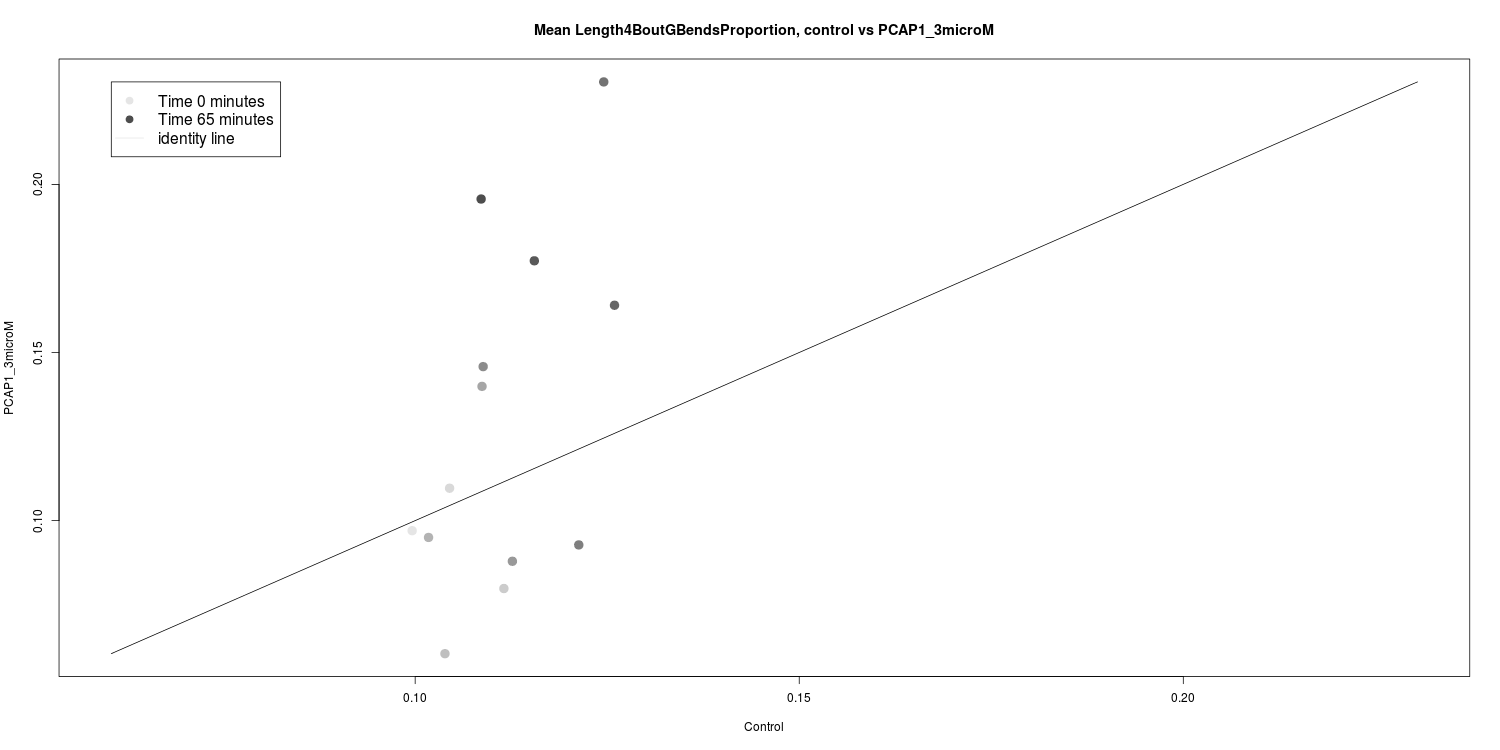 Mean Length4BoutGBendsProportion, control vs PCAP1_3microM
Time 0 minutes
Time 65 minutes
identity line
PCAP1_3microM
0.20
0.15
0.10
0.10
0.15
0.20
Control